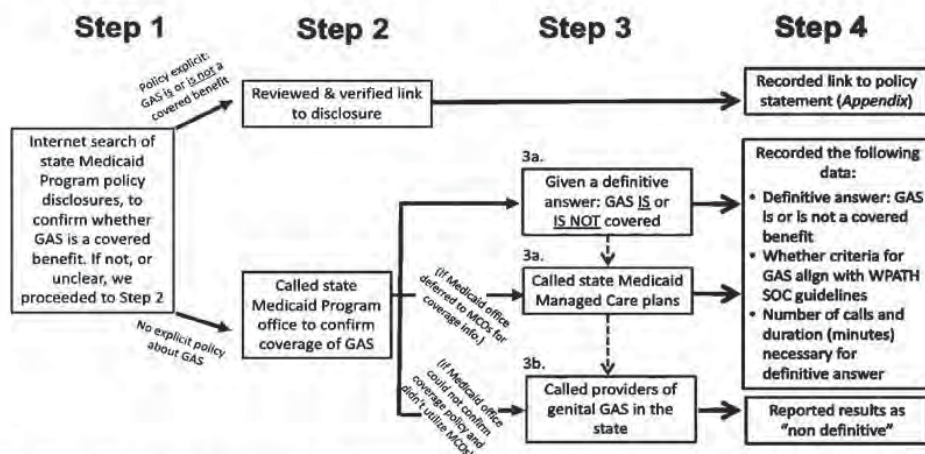 Step 1
Step 2
Step 3
Step 4
Policy explicit:
GAS is or is not a
covered benefit
Internet search of
state Medicaid
Program policy
disclosures, to
confirm whether
GAS is a covered
benefit. If not, or
unclear, we
proceeded to Step 2
No explicit policy
about GAS
Reviewed & verified link
to disclosure
Called state
Medicaid Program
office to confirm
coverage of GAS
(if Medicaid office
deferred to MCOs for
coverage info.)
(if Medicaid office
could not confirm
coverage policy and
didn't utilize MCOs)
3a.
Given a definitive
answer: GAS IS or
IS NOT covered
3a.
Called state Medicaid
Managed Care plans
3b.
Called providers of
genital GAS in the
state
Recorded link to policy
statement (Appendix)
Recorded the following
data:
• Definitive answer: GAS
is or is not a covered
benefit
• Whether criteria for
GAS align with WPATH
SOC guidelines
• Number of calls and
duration (minutes)
necessary for
definitive answer
Reported results as
"non definitive"